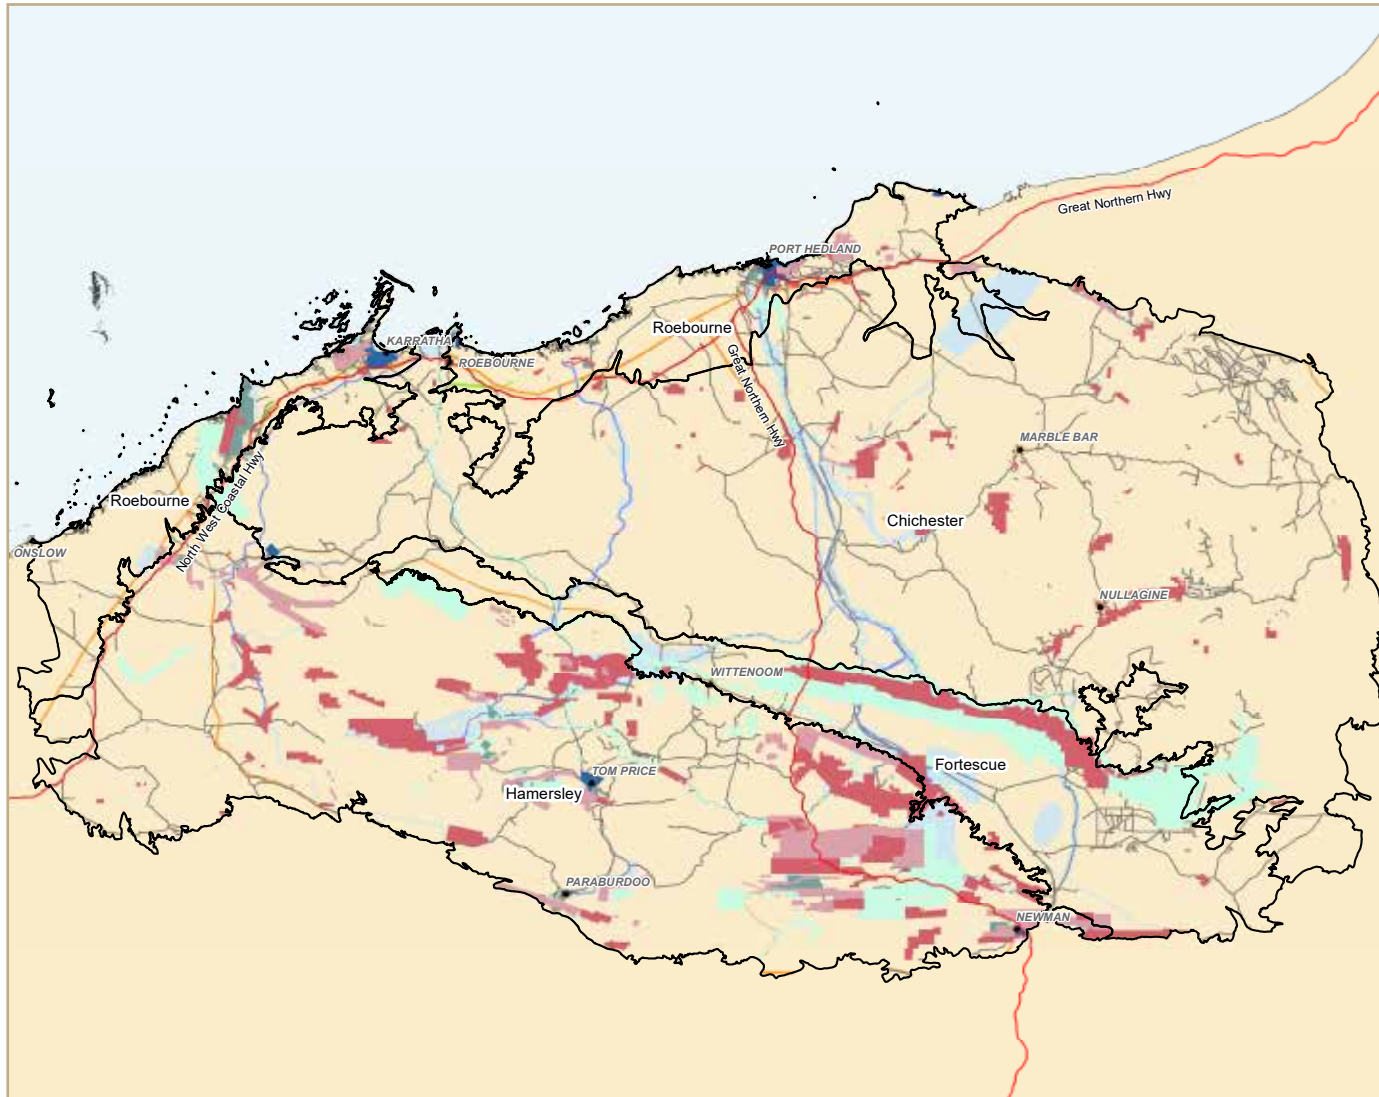 Great Northern Hwy
PORT HEDLAND
Roebourne
KARRATHA
ROEBOURNE
Great Northern Hwy
MARBLE BAR
Roebourne
North West Coastal Hwy
Chichester
ONSLOW
NULLAGINE
WITTENOOM
Fortescue
TOM PRICE
Hamersley
PARABURDOO
NEWMAN